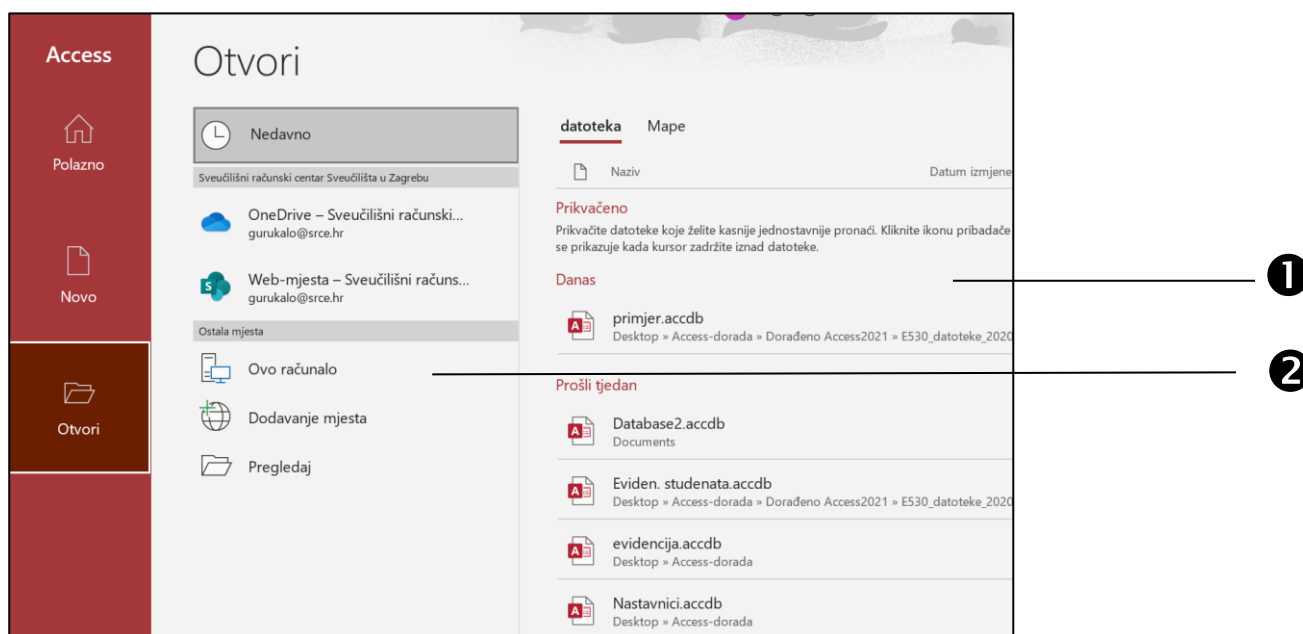 Access
Polazno
Novo
Otvori
Otvori
Nedavno
Sveučilišni računski centar Sveučilišta u Zagrebu
OneDrive – Sveučilišni računski...
gurukalo@srce.hr
Web-mjesta – Sveučilišni računs...
gurukalo@srce.hr
Ostala mjesta
Ovo računalo
Dodavanje mjesta
Pregledaj
datoteka Mape
Naziv Datum izmjene
Prikvačeno
Prikvačite datoteke koje želite kasnije jednostavnije pronaći. Kliknite ikonu pribadače
se prikazuje kada kursor zadržite iznad datoteke.
Danas
primjer.accdb
Desktop » Access-dorada » Dorađeno Access2021 » E530_datoteke_2020
Prošli tjedan
Database2.accdb
Documents
Eviden. studenata.accdb
Desktop » Access-dorada » Dorađeno Access2021 » E530_datoteke_2020
evidencija.accdb
Desktop » Access-dorada
Nastavnici.accdb
Desktop » Access-dorada
1
2